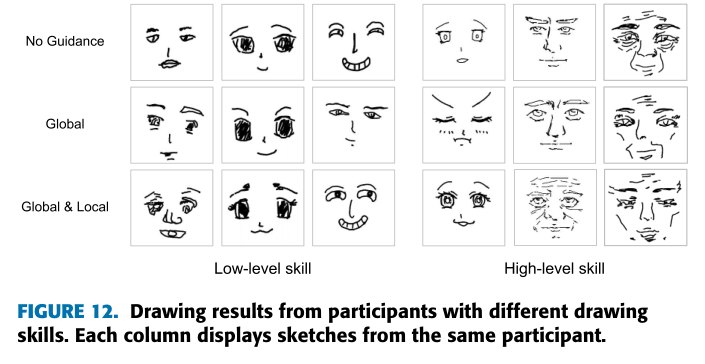 No Guidance
Global
Global & Local
Low-level skill
High-level skill
FIGURE 12. Drawing results from participants with different drawing
skills. Each column displays sketches from the same participant.